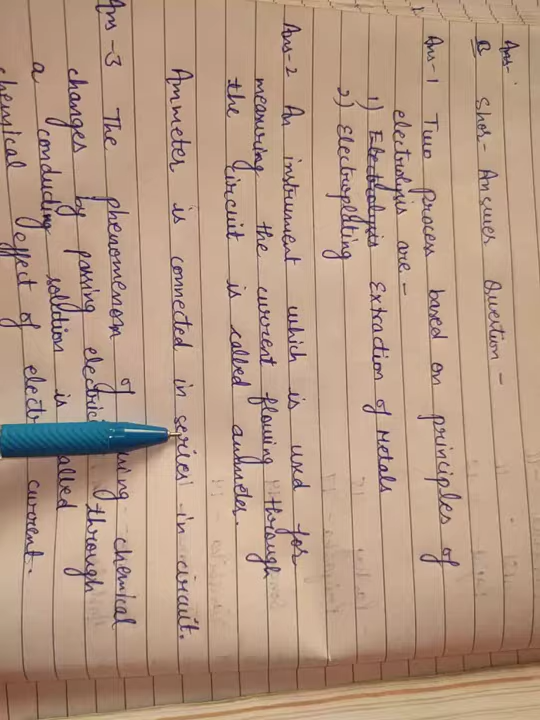 Ans-
B Shor- Answer Question -
Ans-1 Two process based on principles of
electrolysis are -
1) Electrolysis Extraction of Metals
2) Electroplating
Ans-2 An instrument which is used for
measuring the current flowing through
the circuit is called ammeter.
Ammeter is connected in series in circuit.
Ans-3 The phenomenon of chemical
changes by passing electric through
a conducting solution is
chemical effect of current.